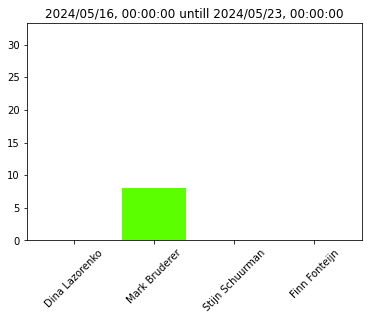 2024/05/16, 00:00:00 untill 2024/05/23, 00:00:00
30
25
20
15
10
5
0
Dina Lazorenko
Mark Bruderer
Stijn Schuurman
Finn Fonteijn